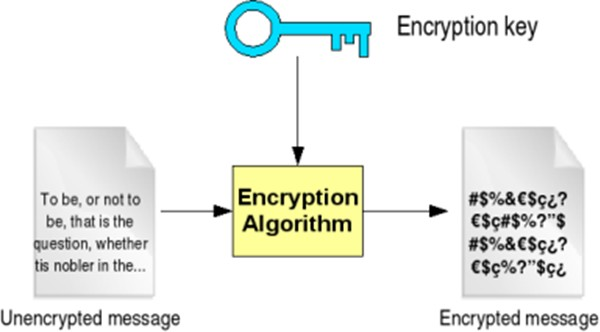 Encryption key
To be, or not to
be, that is the
question, whether
tis nobler in the...
Encryption
Algorithm
#$%&€$ç¿?
€$ç#$%?"$
#$%&€$ç¿?
€$ç%?"$ç¿
Unencrypted message
Encrypted message